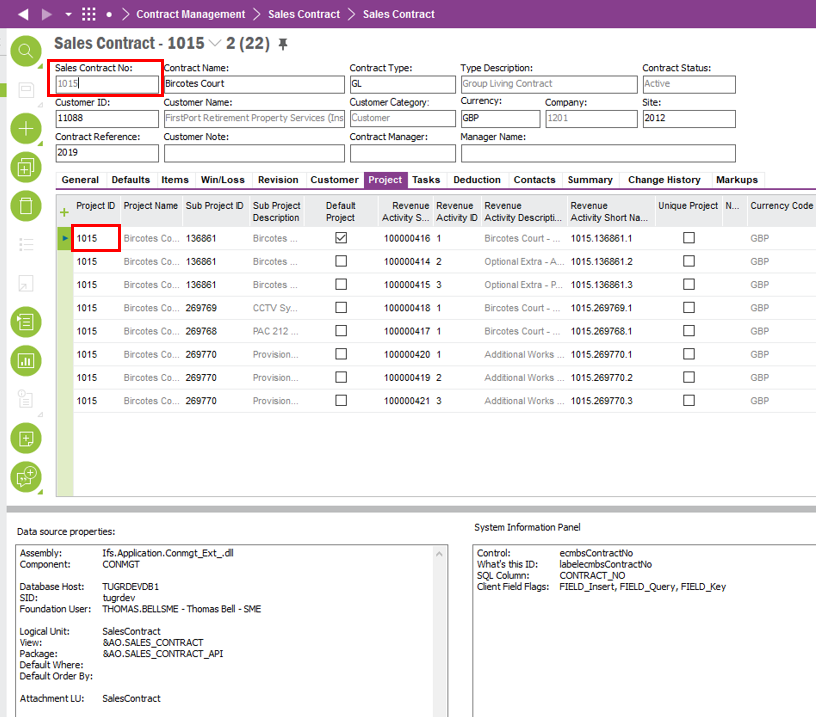 Contract Management Sales Contract Sales Contract
Sales Contract - 1015 2 (22)
Sales Contract No: Contract Name: Contract Type: Type Description: Contract Status:
1015 Bircotes Court GL Group Living Contract Active
Customer ID: Customer Name: Customer Category: Currency: Company: Site:
11088 FirstPort Retirement Property Services (Ins Customer GBP 1201 2012
Contract Reference: Customer Note: Contract Manager: Manager Name:
2019
General Defaults Items Win/Loss Revision Customer Project Tasks Deduction Contacts Summary Change History Markups
Project ID Project Name Sub Project ID Sub Project Description Default Project Revenue Activity S... Revenue Activity ID Revenue Activity Descripti... Revenue Activity Short Na... Unique Project N... Currency Code
1015 Bircotes Co... 136861 Bircotes ... 100000416 1 Bircotes Court - ... 1015.136861.1 GBP
1015 Bircotes Co... 136861 Bircotes ... 100000414 2 Optional Extra - A... 1015.136861.2 GBP
1015 Bircotes Co... 136861 Bircotes ... 100000415 3 Optional Extra - P... 1015.136861.3 GBP
1015 Bircotes Co... 269769 CCTV Sy... 100000418 1 Bircotes Court - ... 1015.269769.1 GBP
1015 Bircotes Co... 269768 PAC 212 ... 100000417 1 Bircotes Court - ... 1015.269768.1 GBP
1015 Bircotes Co... 269770 Provision... 100000420 1 Additional Works ... 1015.269770.1 GBP
1015 Bircotes Co... 269770 Provision... 100000419 2 Additional Works ... 1015.269770.2 GBP
1015 Bircotes Co... 269770 Provision... 100000421 3 Additional Works ... 1015.269770.3 GBP
Data source properties:
Assembly: Ifs.Application.Conmgt_Ext_.dll
Component: CONMGT
Database Host: TUGRDEVDB1
SID: tugrdev
Foundation User: THOMAS.BELLSME - Thomas Bell - SME
Logical Unit: SalesContract
View: &AO.SALES_CONTRACT
Package: &AO.SALES_CONTRACT_API
Default Where:
Default Order By:
Attachment LU: SalesContract
System Information Panel
Control: ecmbsContractNo
What's this ID: labelecmbsContractNo
SQL Column: CONTRACT_NO
Client Field Flags: FIELD_Insert, FIELD_Query, FIELD_Key